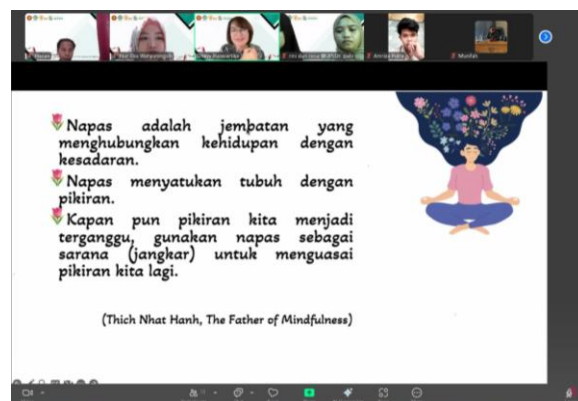 Napas adalah jembatan yang
menghubungkan kehidupan dengan
kesadaran.
Napas menyatukan tubuh dengan
pikiran.
Kapan pun pikiran kita menjadi
terganggu, gunakan napas sebagai
sarana (jangkar) untuk menguasai
pikiran kita lagi.
(Thich Nhat Hanh, The Father of Mindfulness)